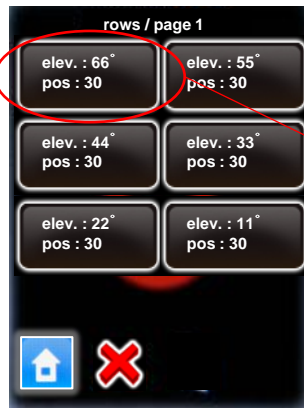 rows / page 1
elev. : 66° elev. : 55°
pos : 30 pos : 30
elev. : 44° elev. : 33°
pos : 30 pos : 30
elev. : 22° elev. : 11°
pos : 30 pos : 30